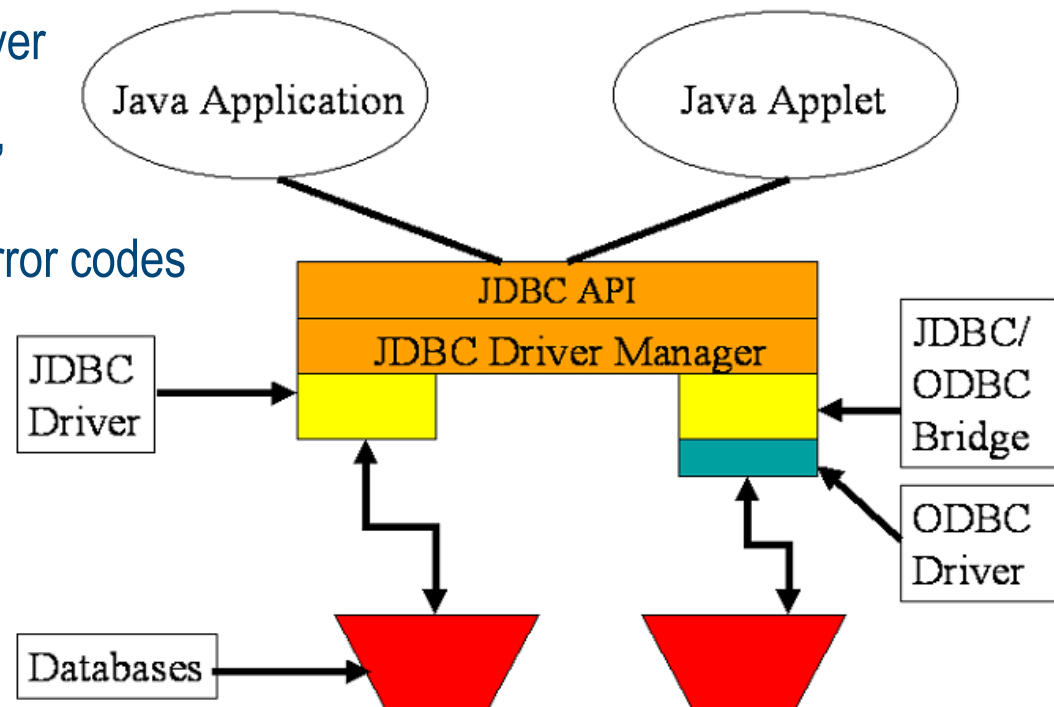 ver
Java Application
Java Applet
,
rror codes
JDBC API
JDBC Driver Manager
JDBC
Driver
JDBC/
ODBC
Bridge
ODBC
Driver
Databases